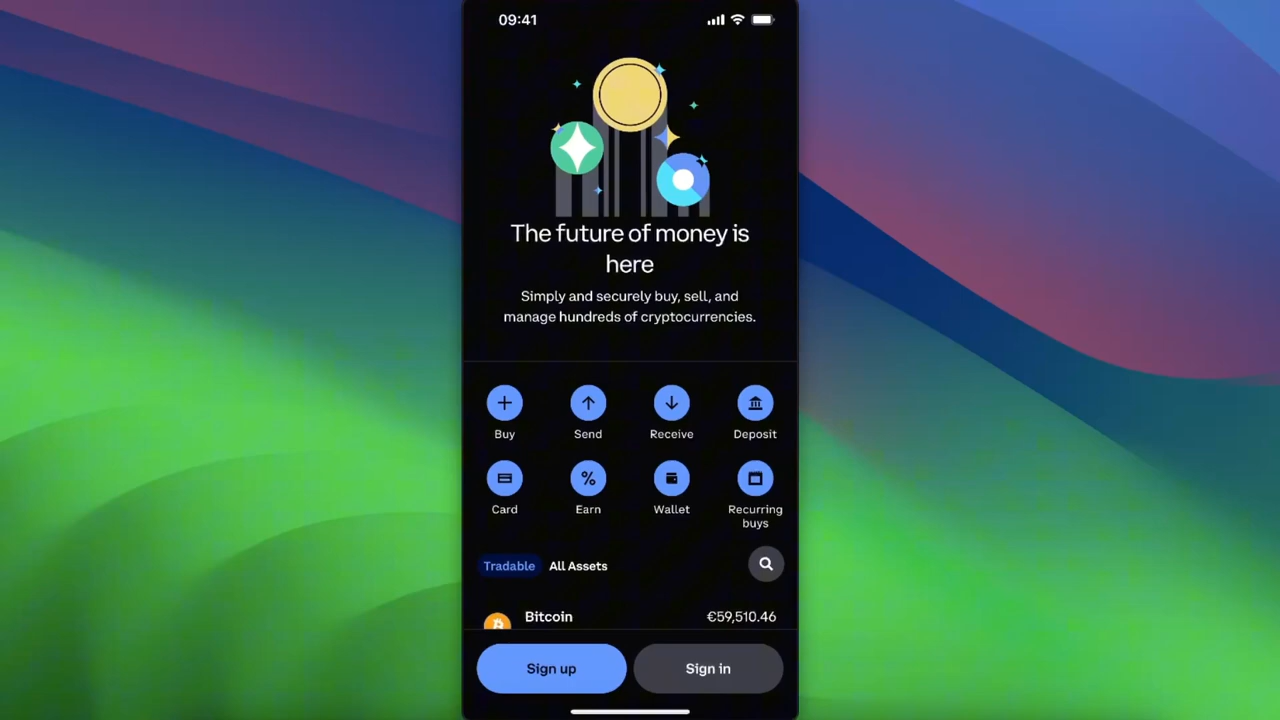 09:41
The future of money is
here
Simply and securely buy, sell, and
manage hundreds of cryptocurrencies.
Buy Send Receive Deposit
Card Earn Wallet Recurring
buys
Tradable All Assets
Bitcoin €59,510.46
Sign up Sign in